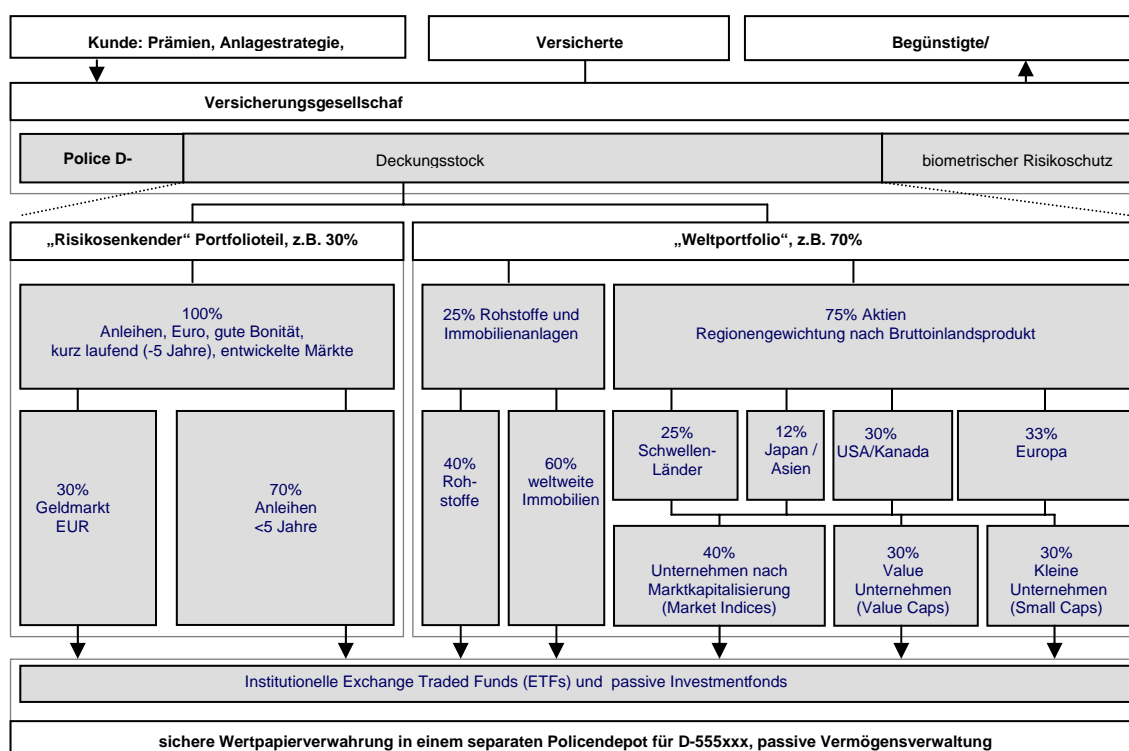 Kunde: Prämien, Anlagestrategie,
Versicherte
Begünstigte/
Versicherungsgesellschaf
Police D-
Deckungsstock
biometrischer Risikoschutz
„Risikosenkender“ Portfolioteil, z.B. 30%
„Weltportfolio“, z.B. 70%
100%
Anleihen, Euro, gute Bonität,
kurz laufend (-5 Jahre), entwickelte Märkte
25% Rohstoffe und
Immobilienanlagen
75% Aktien
Regionengewichtung nach Bruttoinlandsprodukt
30%
Geldmarkt
EUR
70%
Anleihen
<5 Jahre
40%
Roh-
stoffe
60%
weltweite
Immobilien
25%
Schwellen-
Länder
12%
Japan /
Asien
30%
USA/Kanada
33%
Europa
40%
Unternehmen nach
Marktkapitalisierung
(Market Indices)
30%
Value
Unternehmen
(Value Caps)
30%
Kleine
Unternehmen
(Small Caps)
Institutionelle Exchange Traded Funds (ETFs) und passive Investmentfonds
sichere Wertpapierverwahrung in einem separaten Policendepot für D-555xxx, passive Vermögensverwaltung